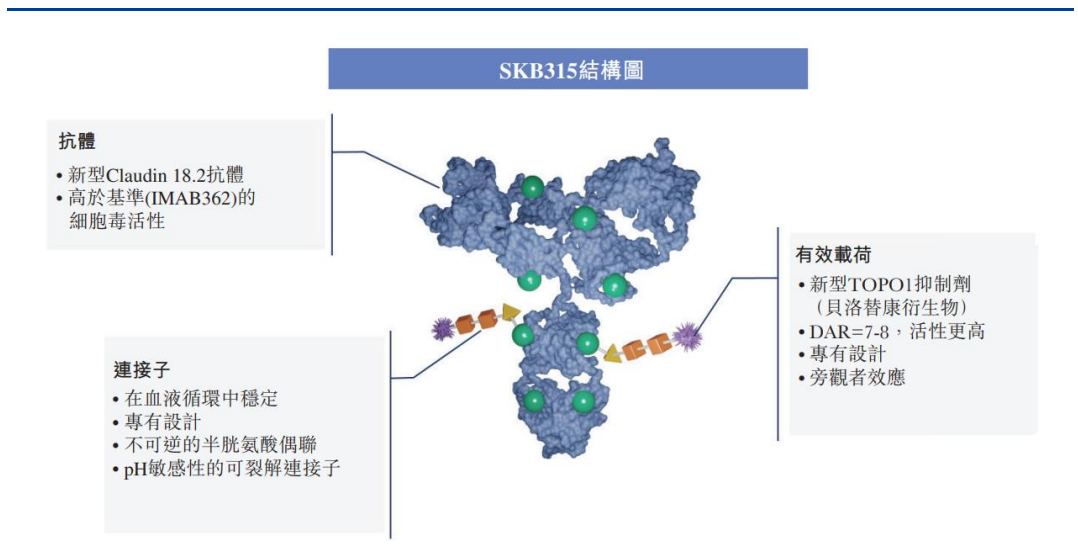 SKB315結構圖
抗體
• 新型Claudin 18.2抗體
• 高於基準(IMAB362)的
細胞毒活性
有效載荷
• 新型TOPO1抑制劑
（貝洛替康衍生物）
• DAR=7-8，活性更高
• 專有設計
• 旁觀者效應
連接子
• 在血液循環中穩定
• 專有設計
• 不可逆的半胱氨酸偶聯
• pH敏感性的可裂解連接子